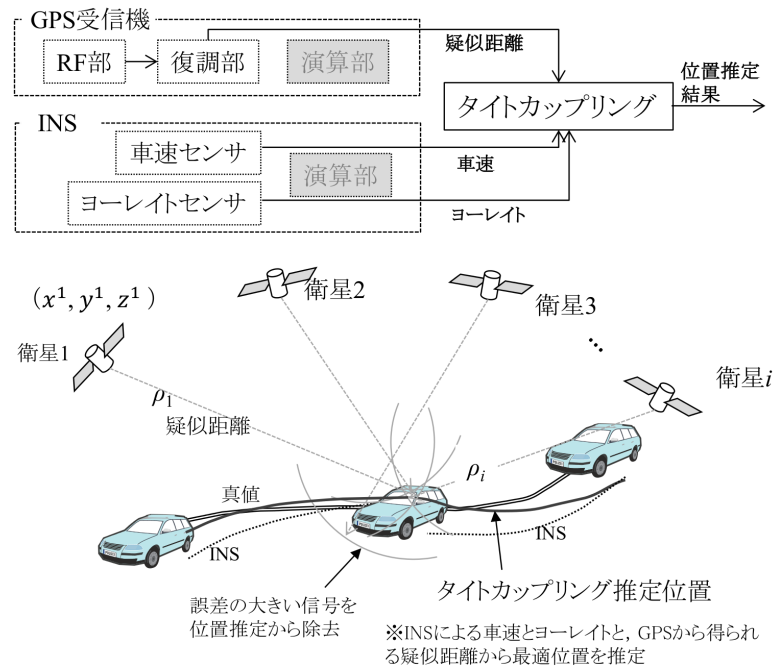 GPS受信機
RF部
復調部
演算部
疑似距離
タイトカップリング
位置推定
結果
INS
車速センサ
演算部
ヨーレイトセンサ
車速
ヨーレイト
(x¹, y¹, z¹ )
衛星1
衛星2
衛星3
⋯
衛星i
ρ₁
疑似距離
ρᵢ
真値
INS
INS
誤差の大きい信号を
位置推定から除去
タイトカップリング推定位置
※INSによる車速とヨーレイトと, GPSから得られ
る疑似距離から最適位置を推定